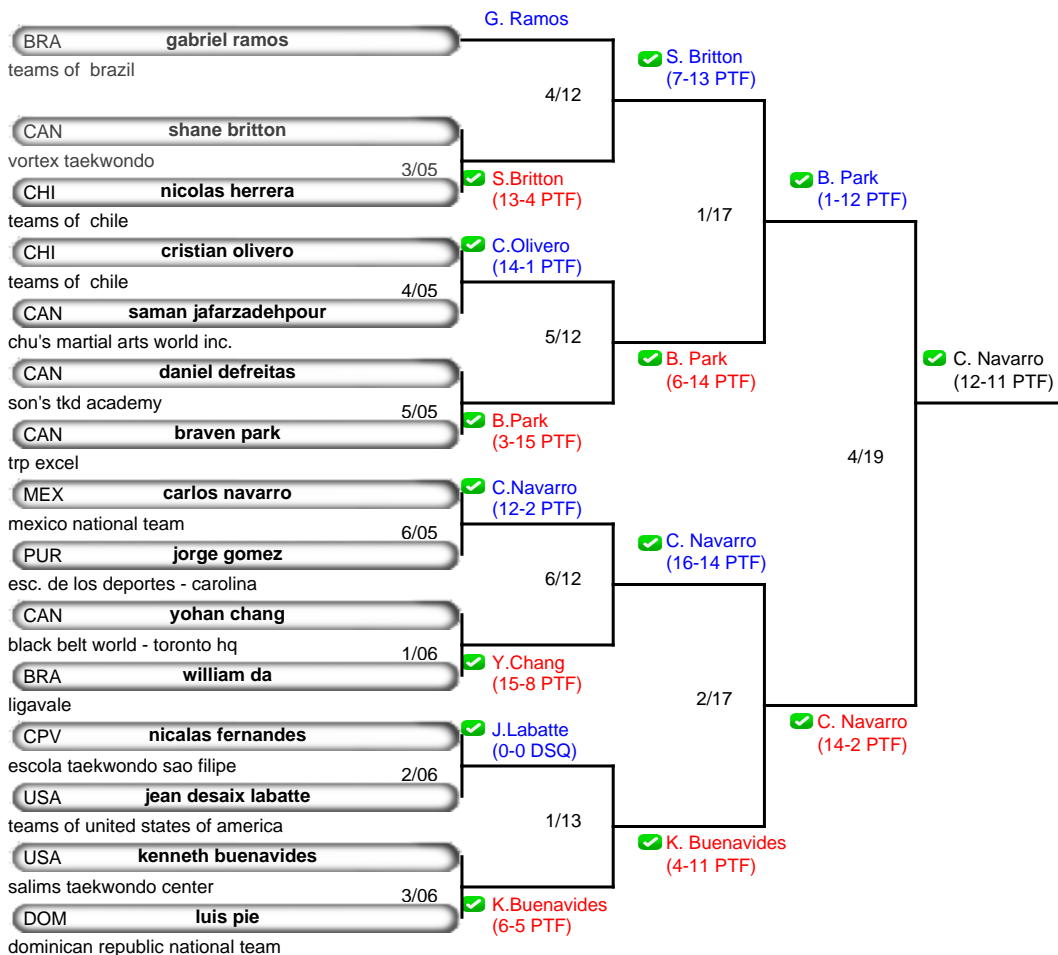 G. Ramos
BRA gabriel ramos
teams of  brazil
S. Britton
(7-13 PTF)
4/12
CAN shane britton
vortex taekwondo
3/05
S.Britton
(13-4 PTF)
CHI nicolas herrera
teams of  chile
B. Park
(1-12 PTF)
1/17
CHI cristian olivero
C.Olivero
(14-1 PTF)
teams of  chile
4/05
CAN saman jafarzadehpour
chu's martial arts world inc.
5/12
B. Park
(6-14 PTF)
C. Navarro
(12-11 PTF)
CAN daniel defreitas
son's tkd academy
5/05
B.Park
(3-15 PTF)
CAN braven park
trp excel
4/19
MEX carlos navarro
C.Navarro
(12-2 PTF)
mexico national team
6/05
PUR jorge gomez
C. Navarro
(16-14 PTF)
esc. de los deportes - carolina
6/12
CAN yohan chang
black belt world - toronto hq
1/06
Y.Chang
(15-8 PTF)
BRA william da
ligavale
2/17
C. Navarro
(14-2 PTF)
CPV nicalas fernandes
J.Labatte
(0-0 DSQ)
escola taekwondo sao filipe
2/06
USA jean desaix labatte
teams of united states of america
1/13
K. Buenavides
(4-11 PTF)
USA kenneth buenavides
salims taekwondo center
3/06
K.Buenavides
(6-5 PTF)
DOM luis pie
dominican republic national team